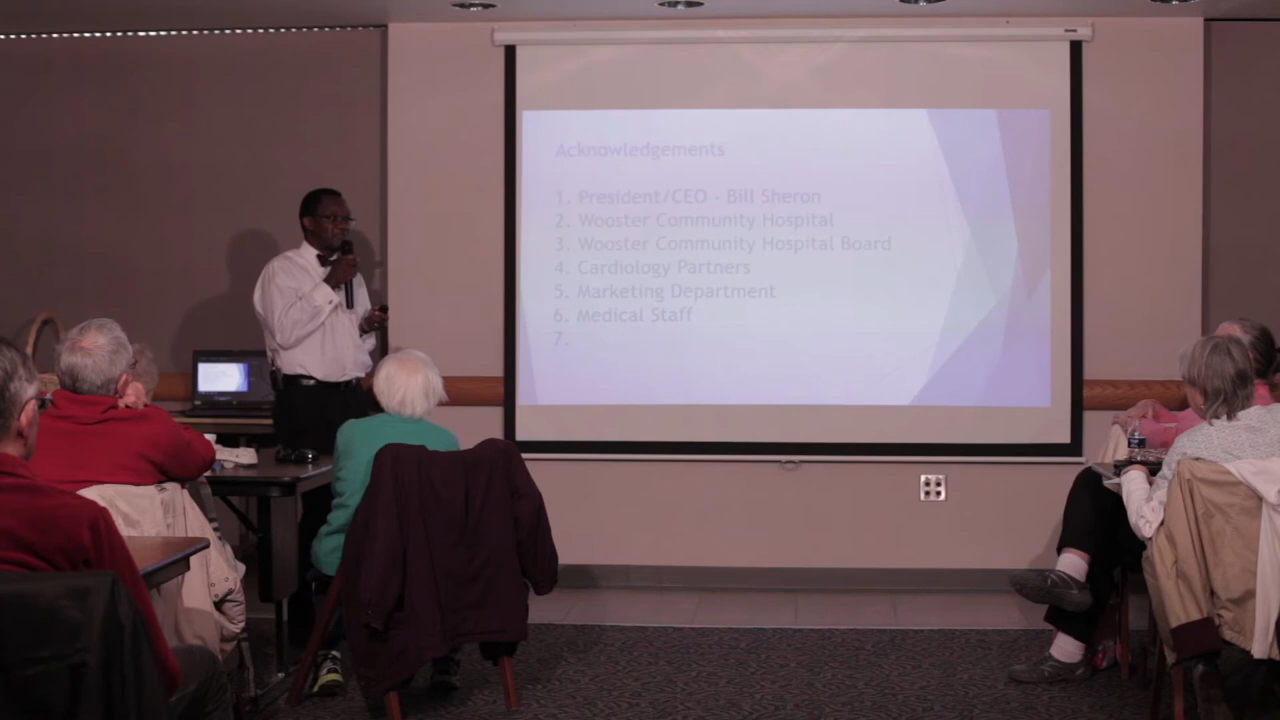 Acknowledgements
1. President/CEO - Bill Sheron
2. Wooster Community Hospital
3. Wooster Community Hospital Board
4. Cardiology Partners
5. Marketing Department
6. Medical Staff
7.